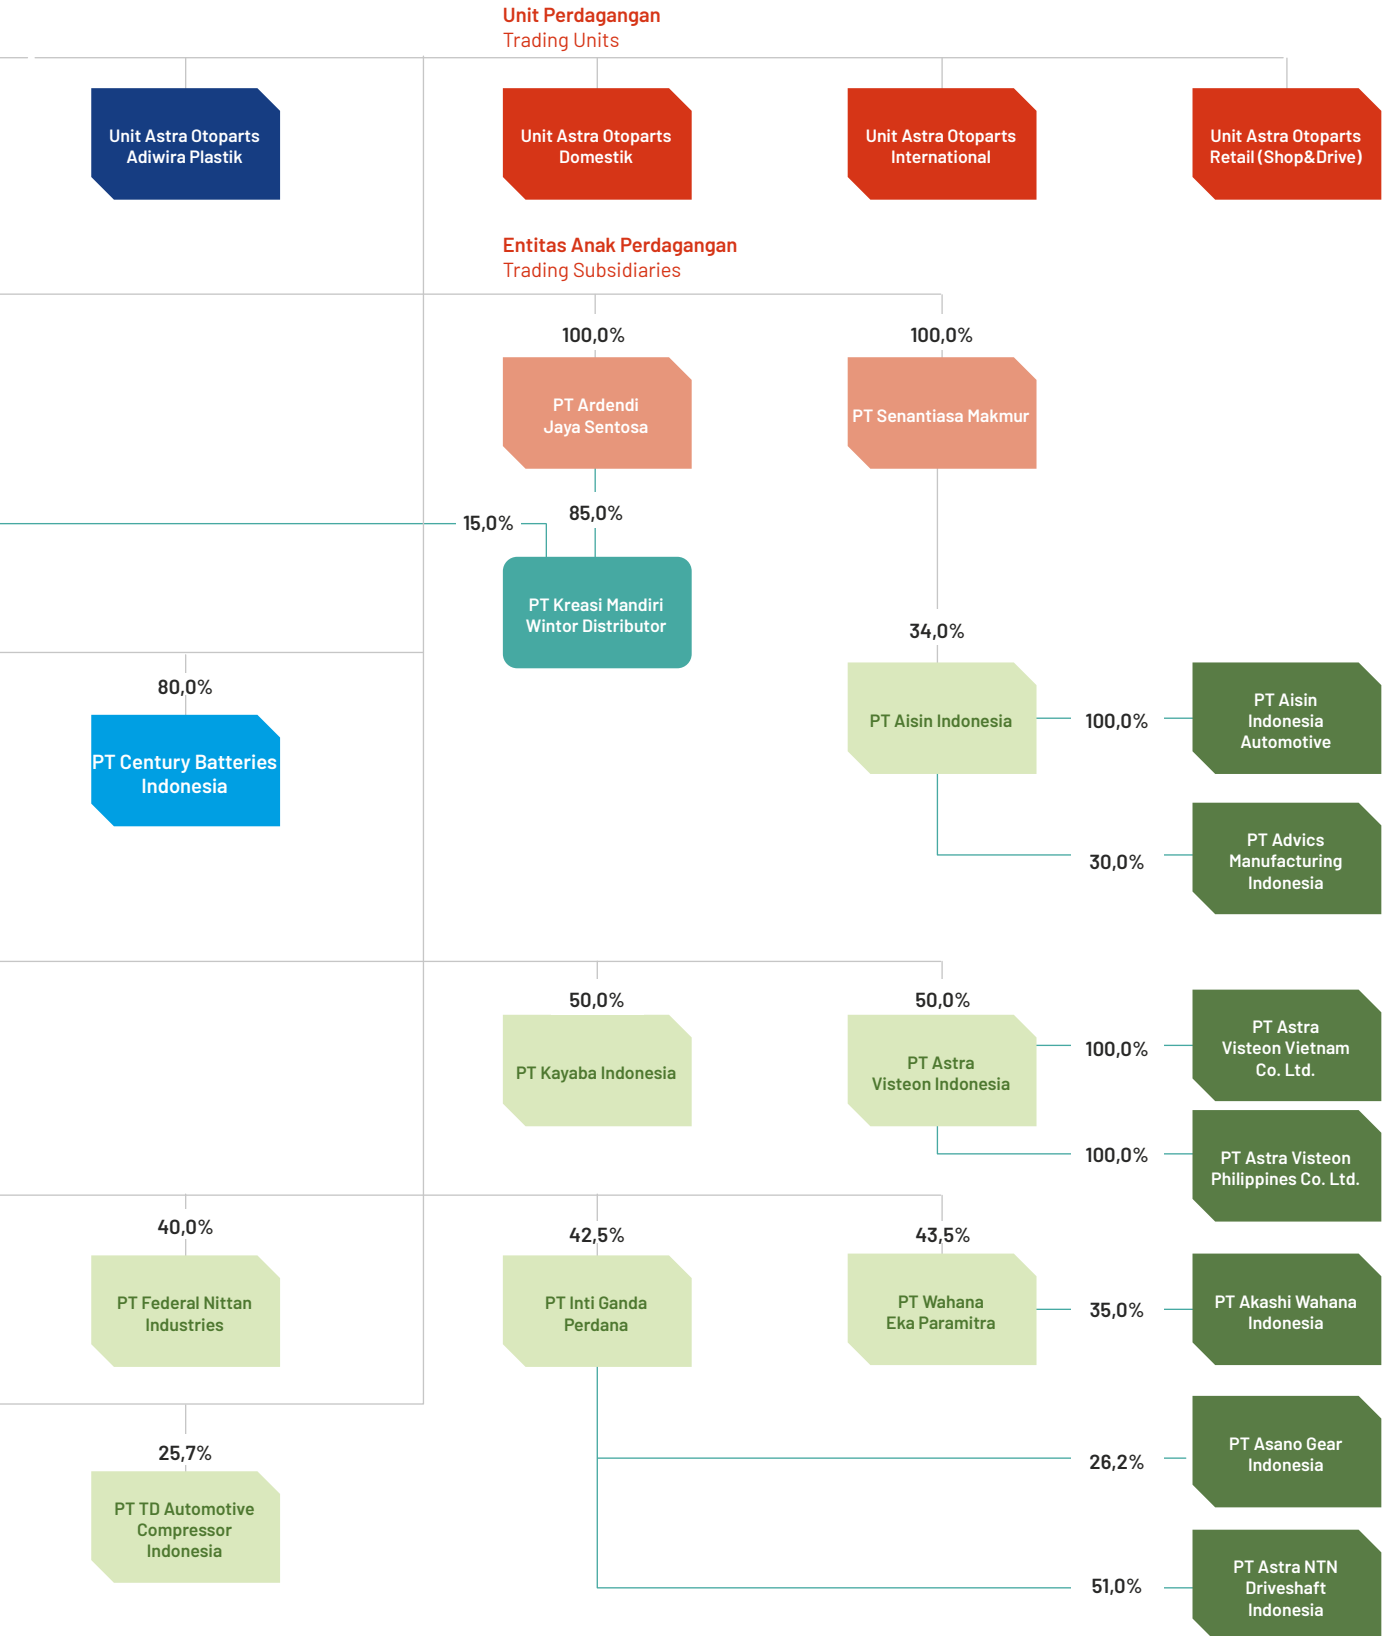 Unit Perdagangan
Trading Units
Unit Astra Otoparts
Adiwira Plastik
Unit Astra Otoparts
Domestik
Unit Astra Otoparts
International
Unit Astra Otoparts
Retail (Shop&Drive)
Entitas Anak Perdagangan
Trading Subsidiaries
100,0%
100,0%
PT Ardendi
Jaya Sentosa
PT Senantiasa Makmur
15,0%
85,0%
PT Kreasi Mandiri
Wintor Distributor
34,0%
80,0%
PT Century Batteries
Indonesia
PT Aisin Indonesia
100,0%
PT Aisin
Indonesia
Automotive
30,0%
PT Advics
Manufacturing
Indonesia
50,0%
50,0%
PT Kayaba Indonesia
PT Astra
Visteon Indonesia
100,0%
PT Astra
Visteon Vietnam
Co. Ltd.
100,0%
PT Astra Visteon
Philippines Co. Ltd.
40,0%
42,5%
43,5%
PT Federal Nittan
Industries
PT Inti Ganda
Perdana
PT Wahana
Eka Paramitra
35,0%
PT Akashi Wahana
Indonesia
25,7%
26,2%
PT Asano Gear
Indonesia
PT TD Automotive
Compressor
Indonesia
51,0%
PT Astra NTN
Driveshaft
Indonesia